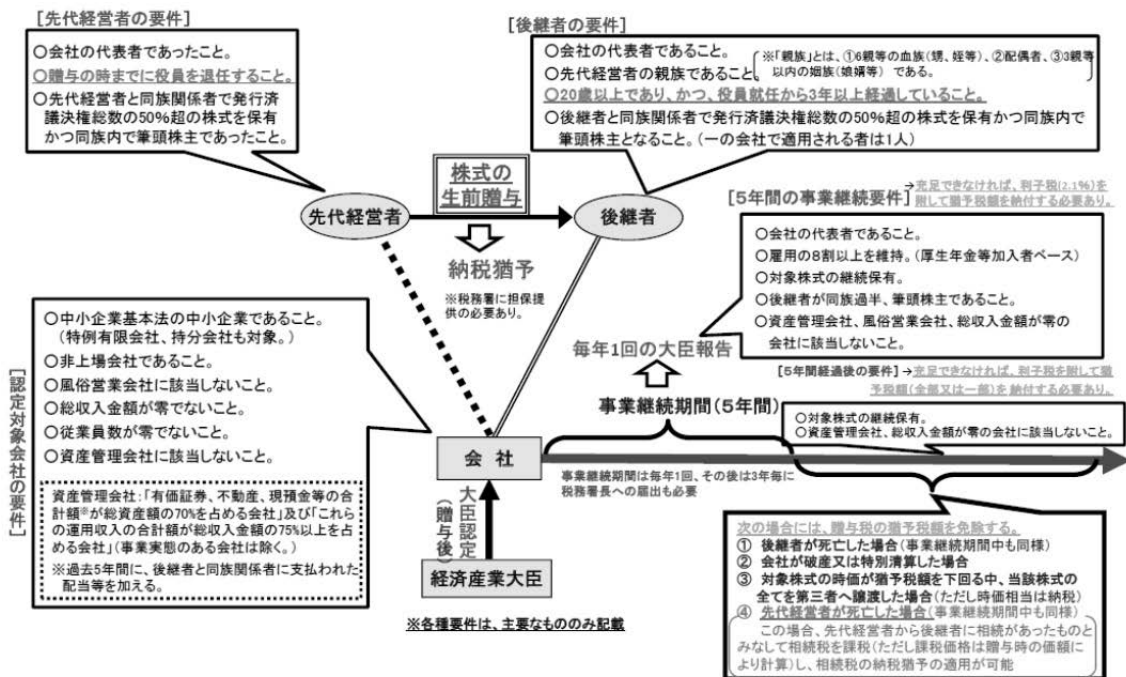 [先代経営者の要件]
○会社の代表者であったこと。
○贈与の時までに役員を退任すること。
○先代経営者と同族関係者で発行済
議決権総数の50%超の株式を保有
かつ同族内で筆頭株主であったこと。
[後継者の要件]
○会社の代表者であること。
○先代経営者の親族であること
※「親族」とは、①6親等の血族(甥、姪等)、②配偶者、③3親等
以内の姻族(娘婿等) である。
○20歳以上であり、かつ、役員就任から3年以上経過していること。
○後継者と同族関係者で発行済議決権総数の50%超の株式を保有かつ同族内で
筆頭株主となること。(一の会社で適用される者は1人)
株式の
生前贈与
先代経営者
後継者
納税猶予
※税務署に担保提
供の必要あり。
[5年間の事業継続要件]
→充足できなければ、利子税(2.1%)を
附して猶予税額を納付する必要あり。
○会社の代表者であること。
○雇用の8割以上を維持。(厚生年金等加入者ベース)
○対象株式の継続保有。
○後継者が同族過半、筆頭株主であること。
○資産管理会社、風俗営業会社、総収入金額が零の
会社に該当しないこと。
毎年1回の大臣報告
[5年間経過後の要件]
→充足できなければ、利子税を附して猶
予税額(全部又は一部)を納付する必要あり。
事業継続期間(5年間)
○対象株式の継続保有。
○資産管理会社、総収入金額が零の会社に該当しないこと。
[認定対象会社の要件]
○中小企業基本法の中小企業であること。
(特例有限会社、持分会社も対象。)
○非上場会社であること。
○風俗営業会社に該当しないこと。
○総収入金額が零でないこと。
○従業員数が零でないこと。
○資産管理会社に該当しないこと。
資産管理会社:「有価証券、不動産、現預金等の合
計額※が総資産額の70%を占める会社」及び「これら
の運用収入の合計額が総収入金額の75%以上を占
める会社」(事業実態のある会社は除く。)
※過去5年間に、後継者と同族関係者に支払われた
配当等を加える。
会 社
事業継続期間は毎年1回、その後は3年毎に
税務署長への届出も必要
大臣認定
(贈与後)
経済産業大臣
※各種要件は、主要なもののみ記載
次の場合には、贈与税の猶予税額を免除する。
① 後継者が死亡した場合(事業継続期間中も同様)
② 会社が破産又は特別清算した場合
③ 対象株式の時価が猶予税額を下回る中、当該株式の
全てを第三者へ譲渡した場合(ただし時価相当は納税)
④ 先代経営者が死亡した場合(事業継続期間中も同様)
この場合、先代経営者から後継者に相続があったものと
みなして相続税を課税(ただし課税価格は贈与時の価額に
より計算)し、相続税の納税猶予の適用が可能